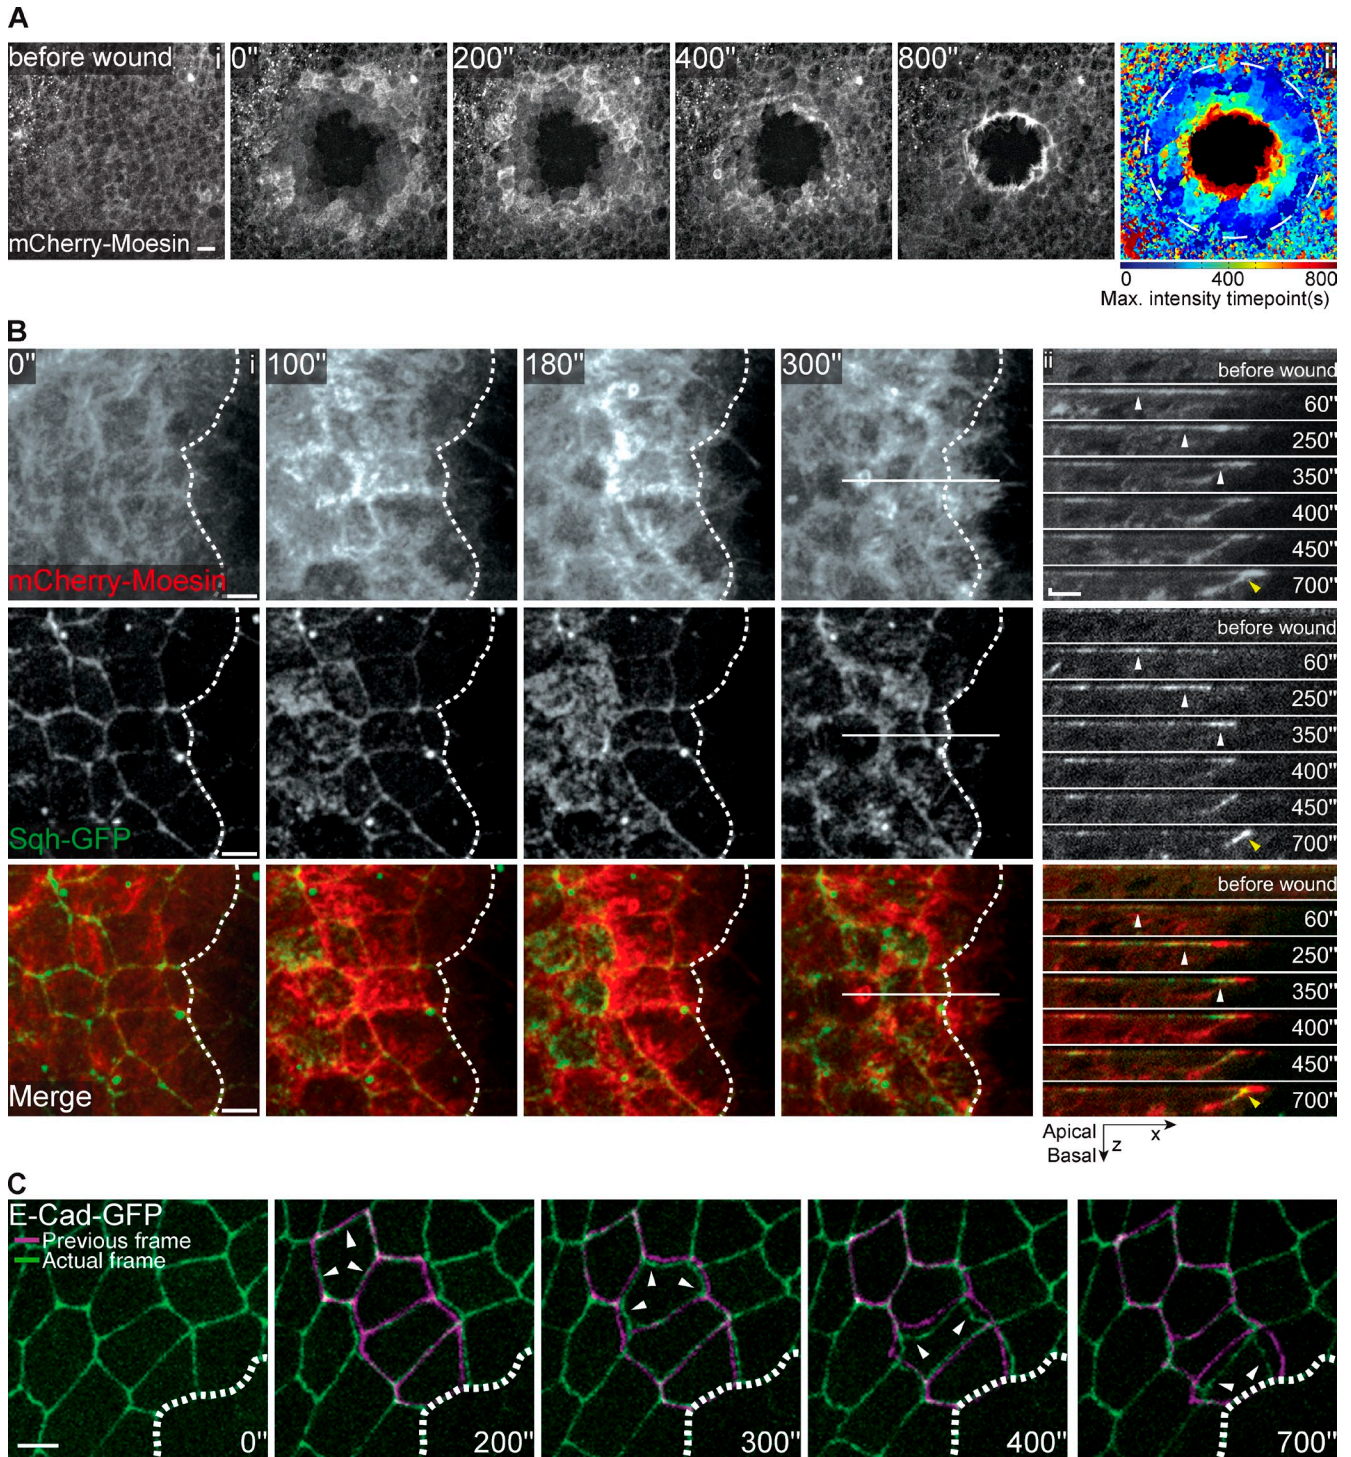 A
before wound i 0" 200" 400" 800" ii
mCherry-Moesin
0 400 800
Max. intensity timepoint(s)
B
0" i 100" 180" 300" ii
before wound
60"
250"
350"
400"
450"
700"
mCherry-Moesin
before wound
60"
250"
350"
400"
450"
700"
Sqh-GFP
before wound
60"
250"
350"
400"
450"
700"
Merge
Apical
Basal z x
C
E-Cad-GFP
Previous frame
Actual frame
0" 200" 300" 400" 700"